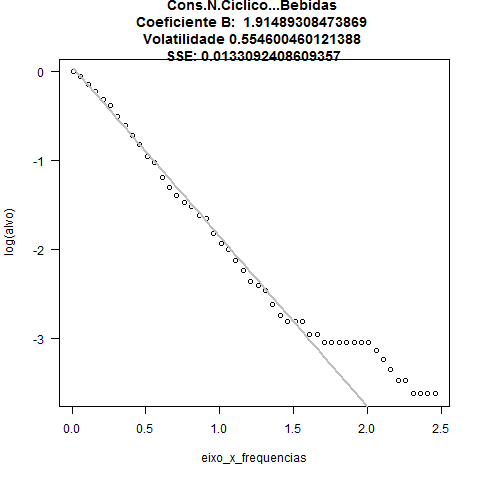 Cons.N.Ciclico...Bebidas
Coeficiente B:  1.91489308473869
Volatilidade 0.554600460121388
SSE: 0.0133092408609357
log(alvo)
0
-1
-2
-3
0.0 0.5 1.0 1.5 2.0 2.5
eixo_x_frequencias